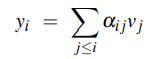 y_i = \sum_{j \le i} \alpha_{ij} v_j